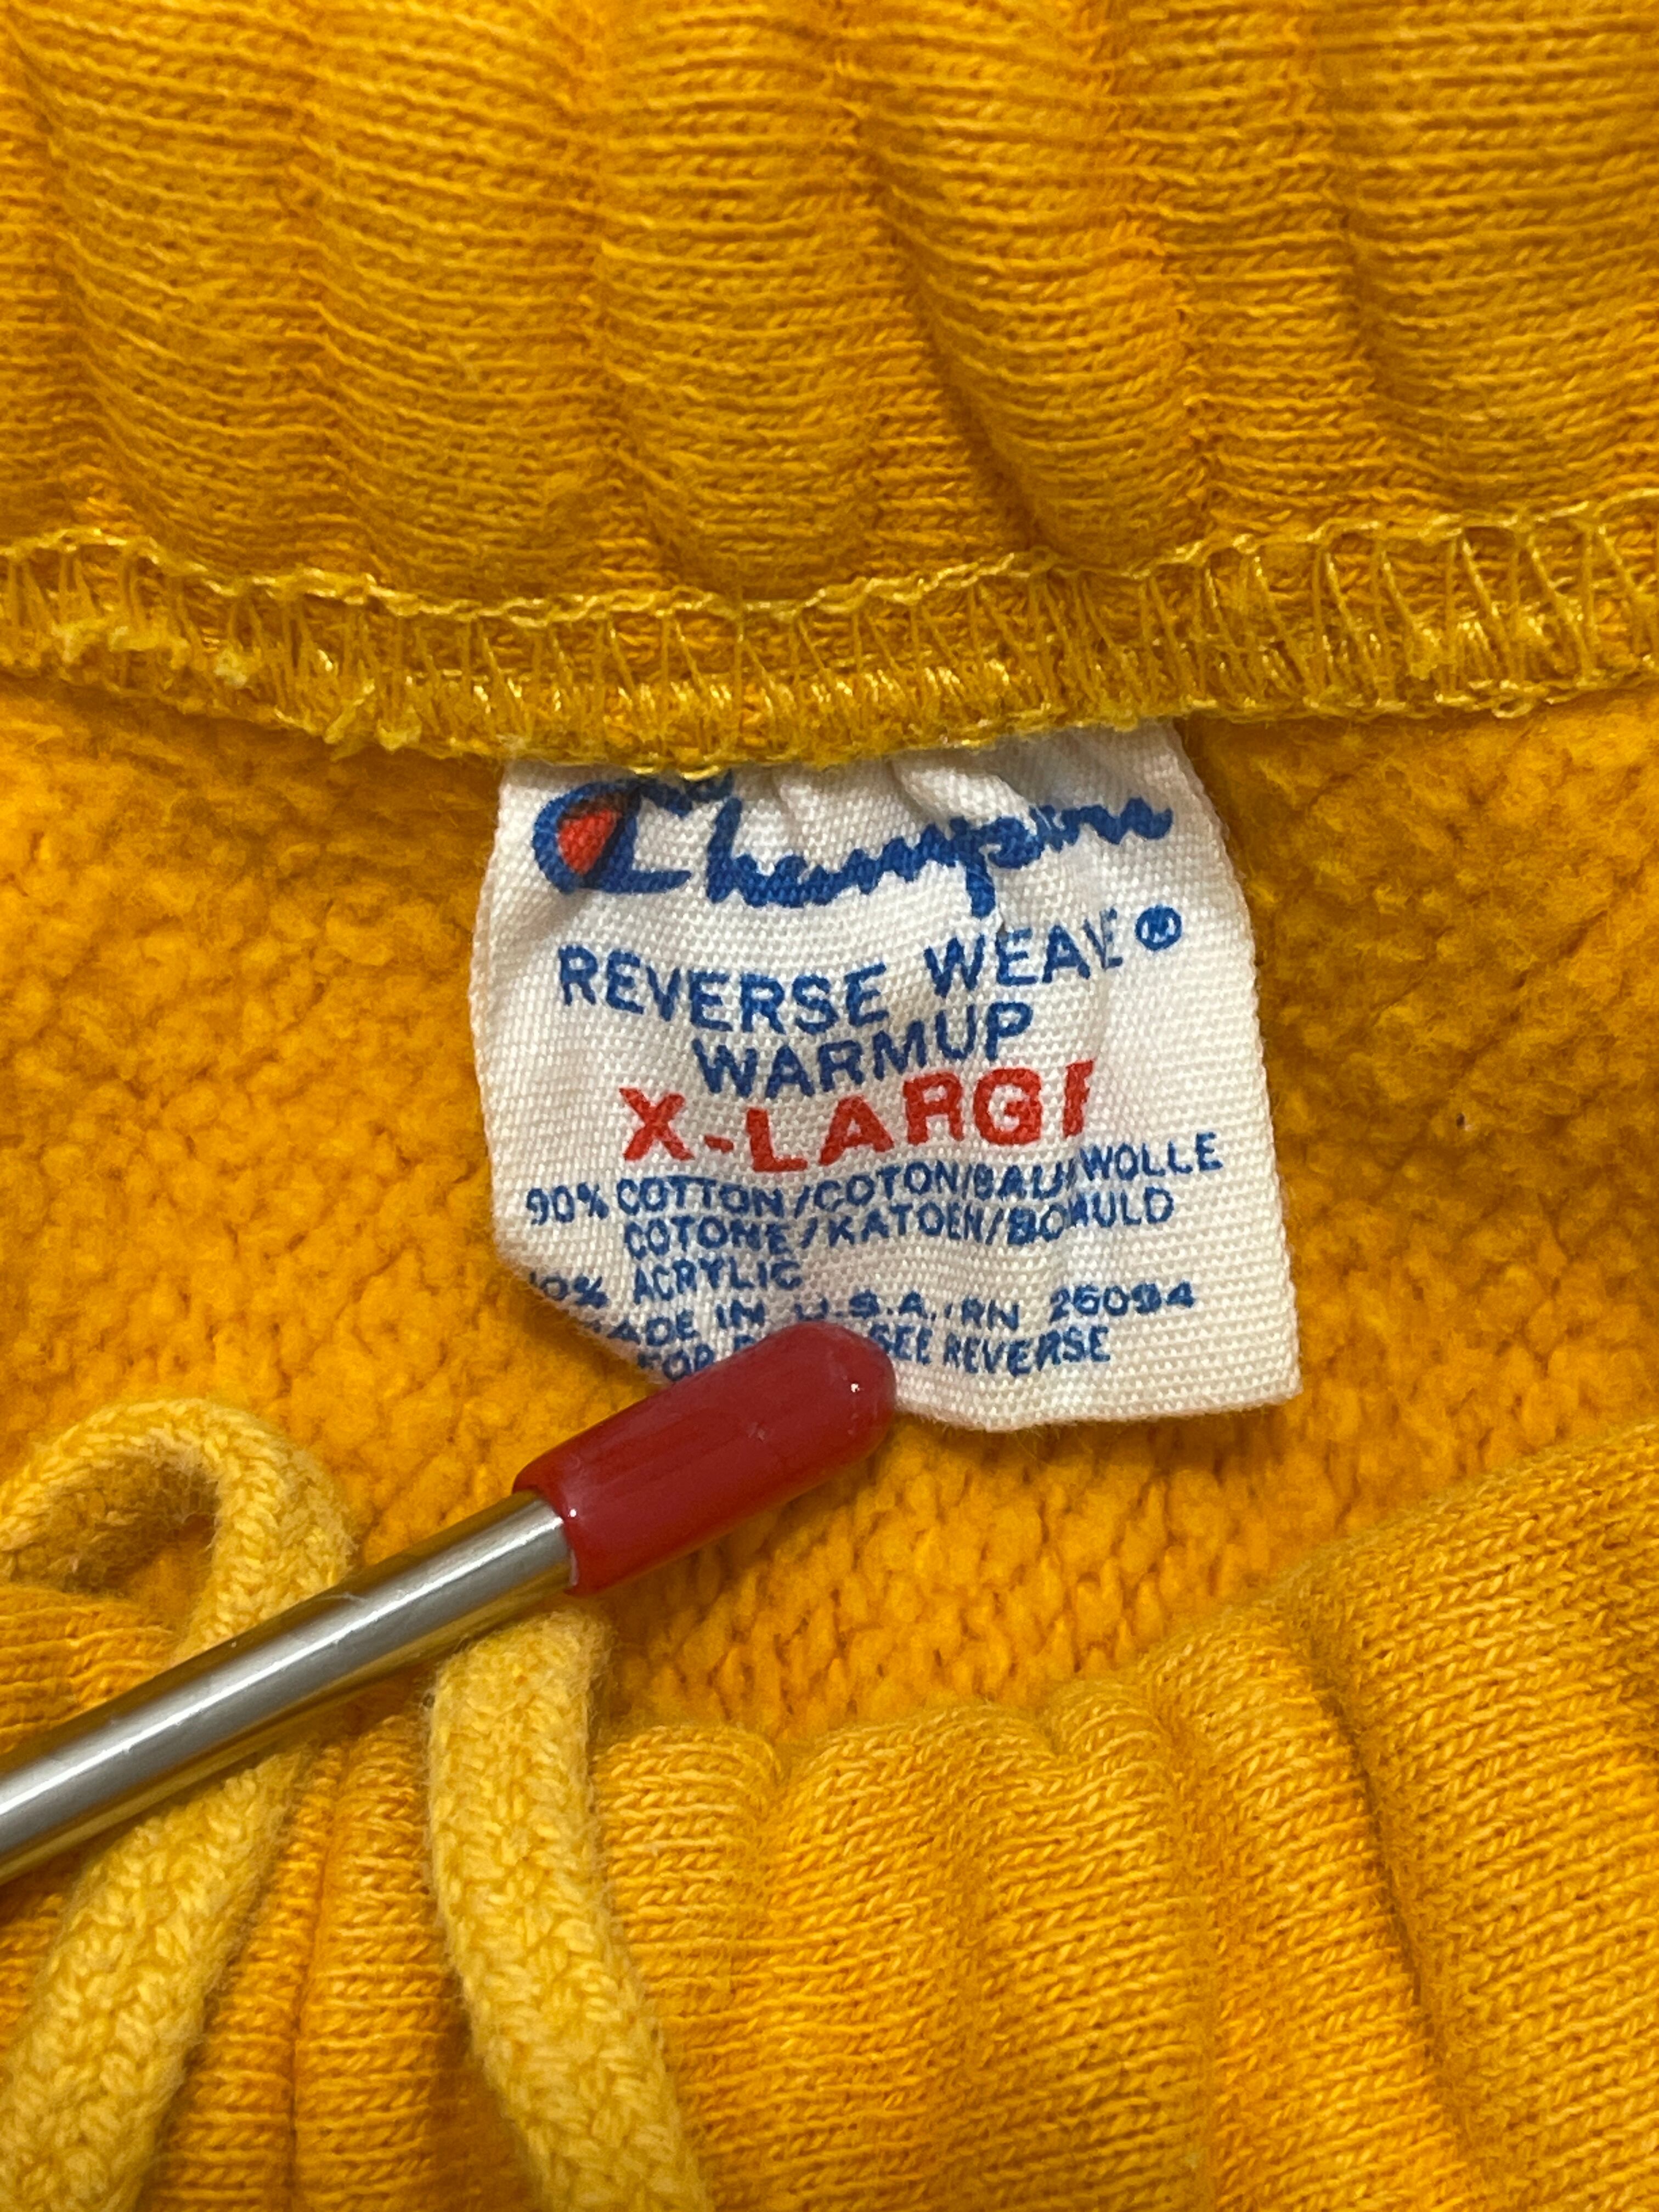 Champion
REVERSE WEAVE®
WARMUP
X-LARGE
90% COTTON/COTON/BAUMWOLLE
COTONE/KATOEN/BOMULD
10% ACRYLIC
MADE IN U.S.A. RN 26094
FOR SEE REVERSE